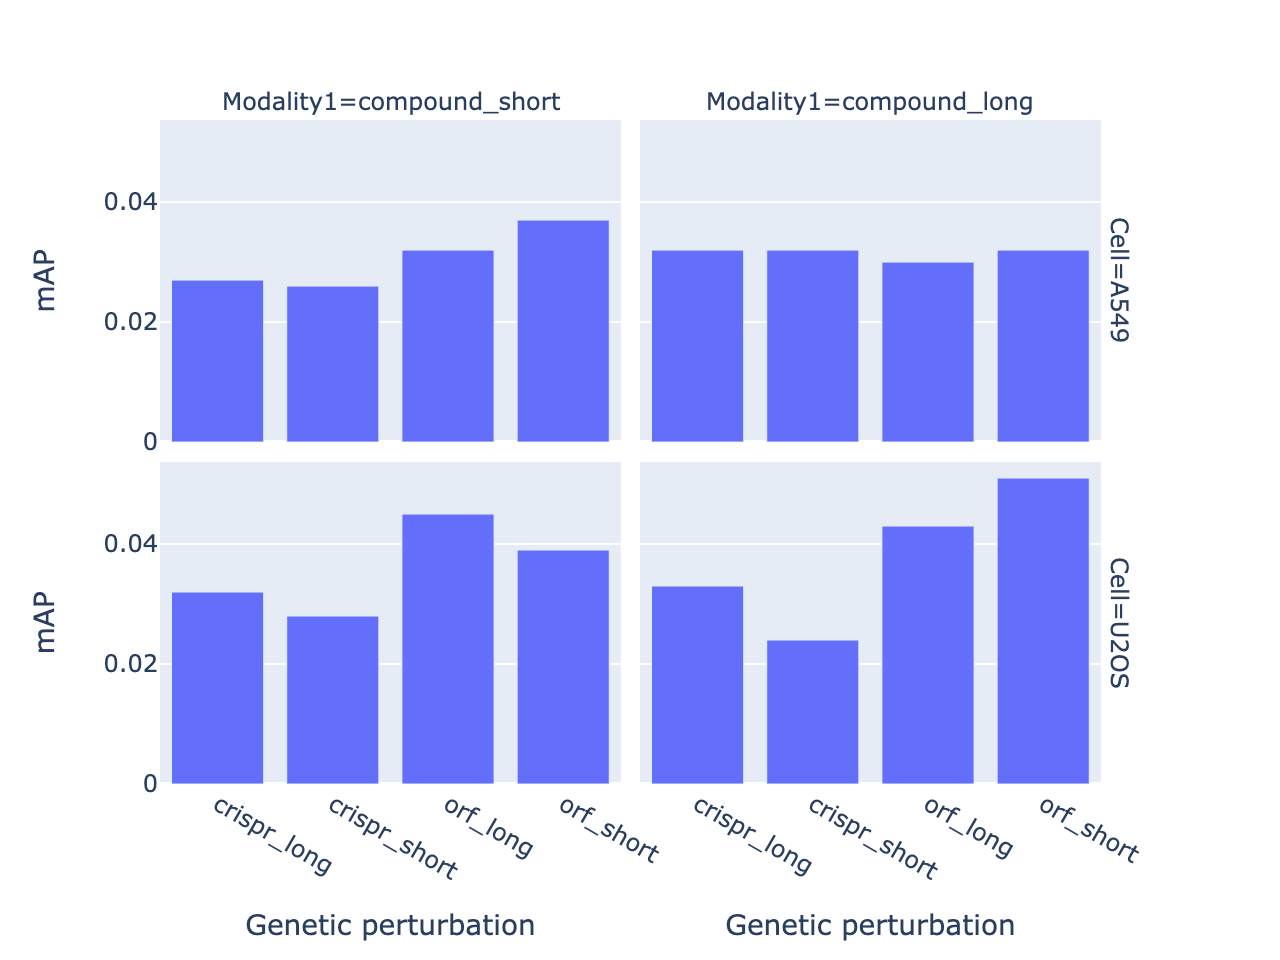 Modality1=compound_short
Modality1=compound_long
mAP
0.04
0.02
0
Cell=A549
mAP
0.04
0.02
0
Cell=U2OS
crispr_long
crispr_short
orf_long
orf_short
crispr_long
crispr_short
orf_long
orf_short
Genetic perturbation
Genetic perturbation